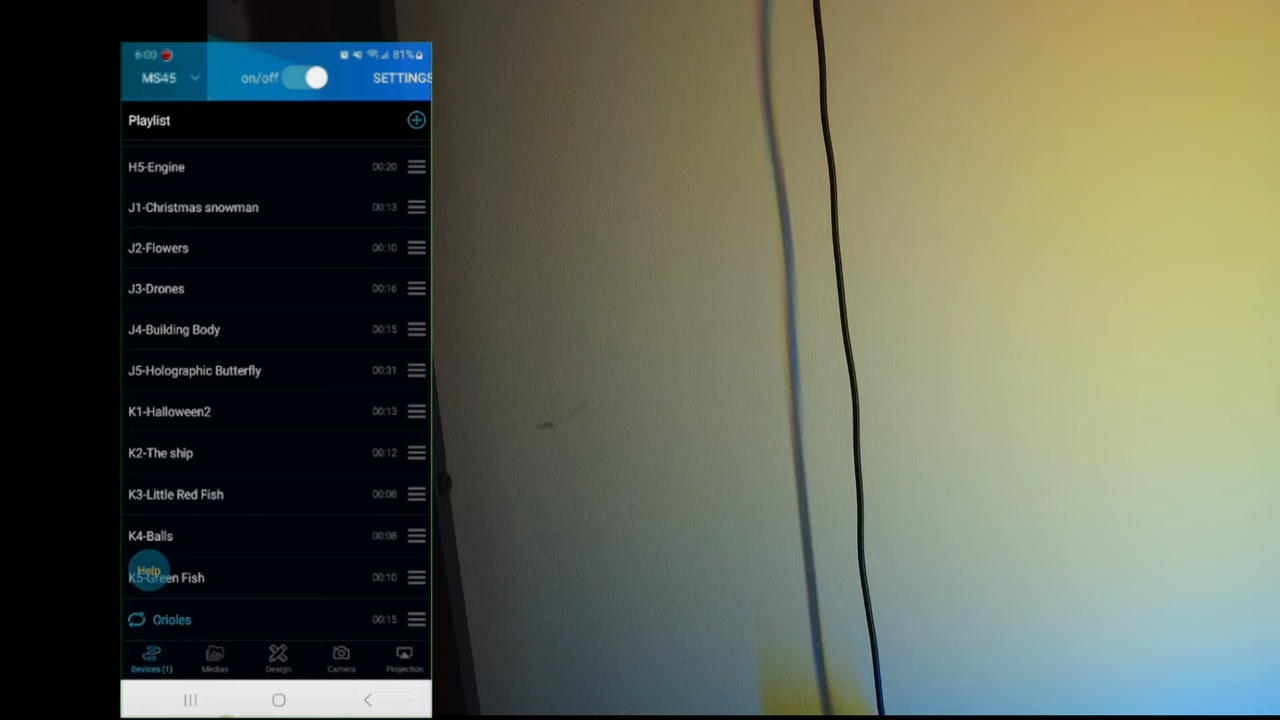 6:00 81%
MS45 on/off SETTINGS
Playlist
H5-Engine 00:20
J1-Christmas snowman 00:13
J2-Flowers 00:10
J3-Drones 00:16
J4-Building Body 00:15
J5-Holographic Butterfly 00:31
K1-Halloween2 00:13
K2-The ship 00:12
K3-Little Red Fish 00:08
K4-Balls 00:08
Help
K5-Green Fish 00:10
Orioles 00:15
Devices (1) Medias Design Camera Projection